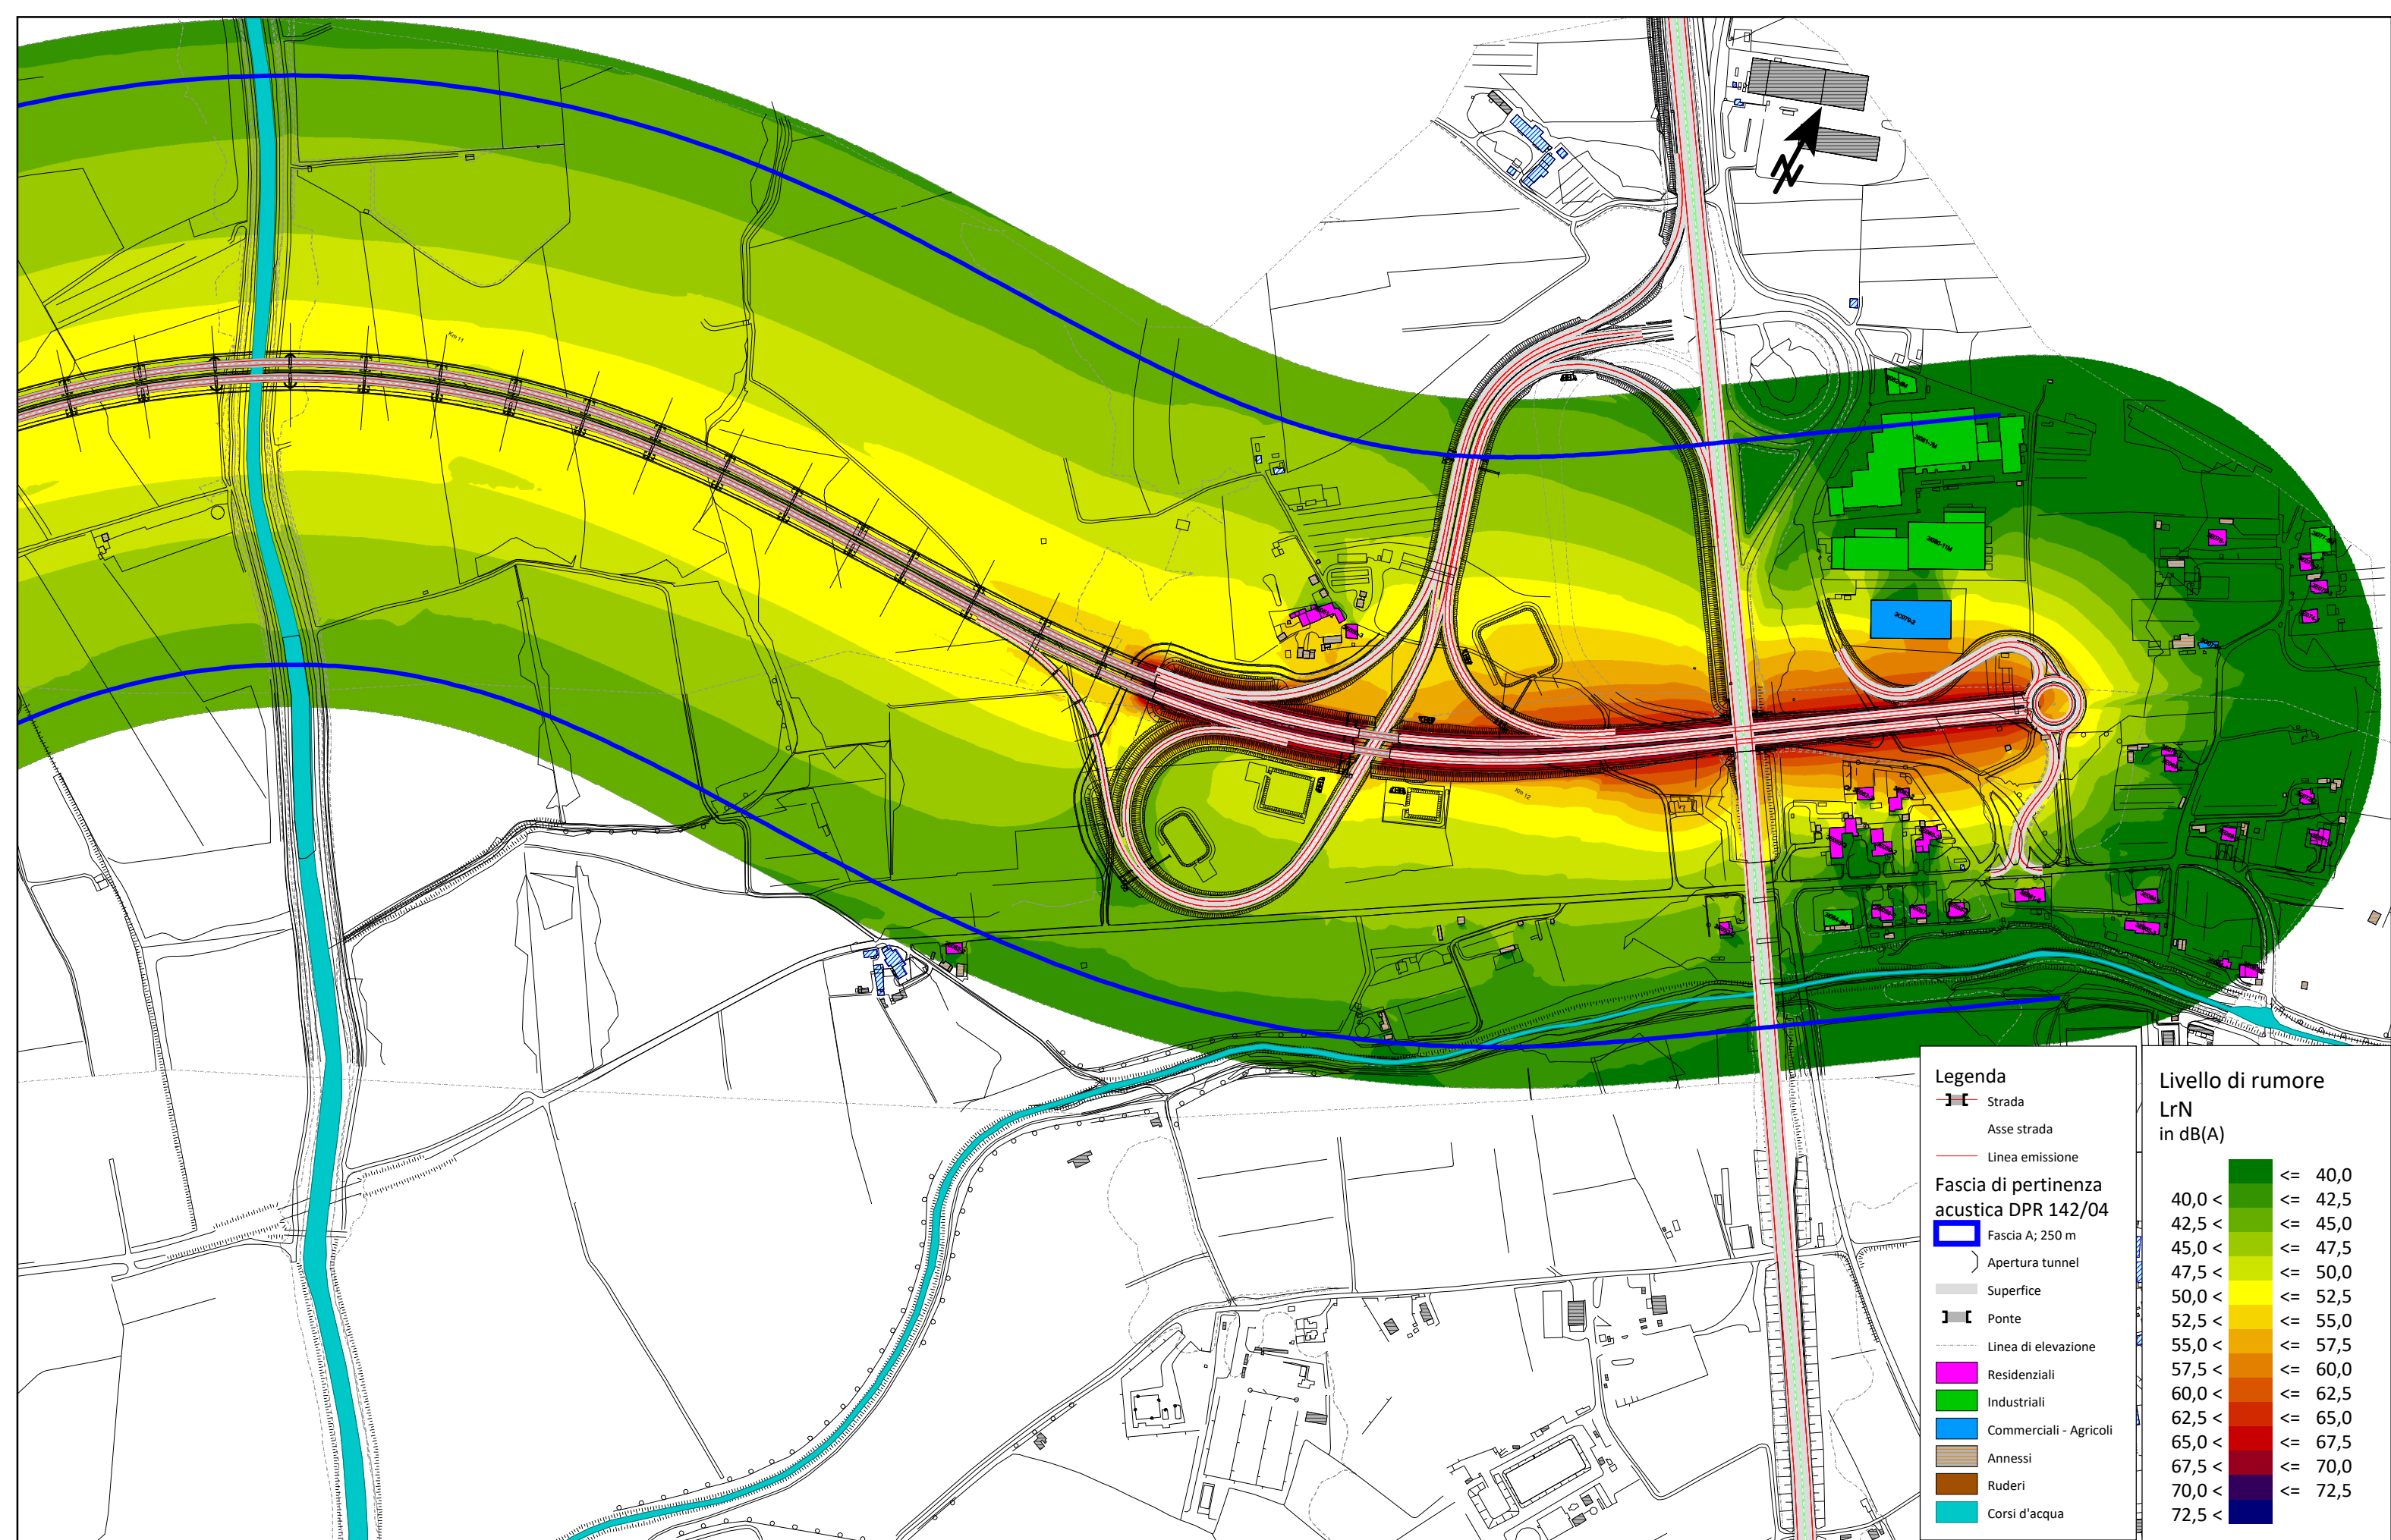 Km 11
Km 12
Legenda
Strada
Asse strada
Linea emissione
Fascia di pertinenza
acustica DPR 142/04
Fascia A; 250 m
Apertura tunnel
Superfice
Ponte
Linea di elevazione
Residenziali
Industriali
Commerciali - Agricoli
Annessi
Ruderi
Corsi d'acqua
Livello di rumore
LrN
in dB(A)
<= 40,0
40,0 < <= 42,5
42,5 < <= 45,0
45,0 < <= 47,5
47,5 < <= 50,0
50,0 < <= 52,5
52,5 < <= 55,0
55,0 < <= 57,5
57,5 < <= 60,0
60,0 < <= 62,5
62,5 < <= 65,0
65,0 < <= 67,5
67,5 < <= 70,0
70,0 < <= 72,5
72,5 <